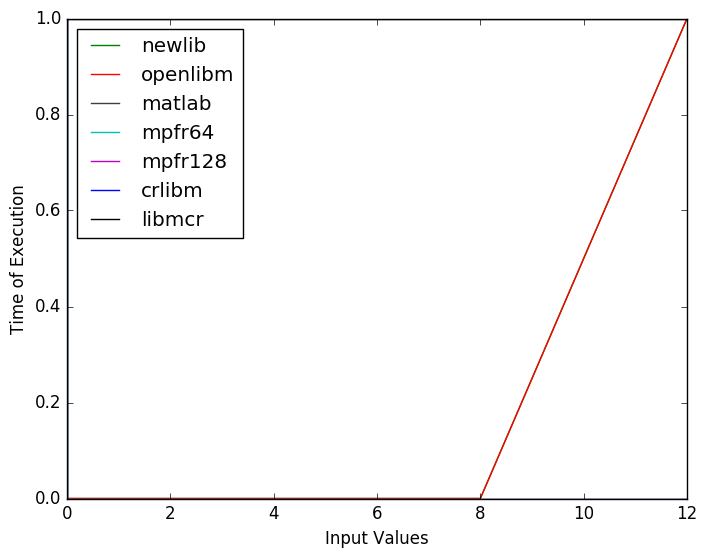 1.0
0.8
0.6
0.4
0.2
0.0
Time of Execution
newlib
openlibm
matlab
mpfr64
mpfr128
crlibm
libmcr
0 2 4 6 8 10 12
Input Values